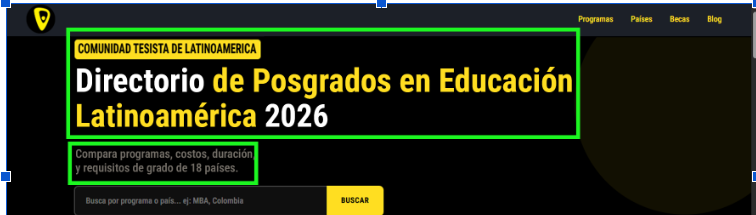 Programas Países Becas Blog
COMUNIDAD TESISTA DE LATINOAMERICA
Directorio de Posgrados en Educación
Latinoamérica 2026
Compara programas, costos, duración,
y requisitos de grado de 18 países.
Busca por programa o país... ej: MBA, Colombia BUSCAR